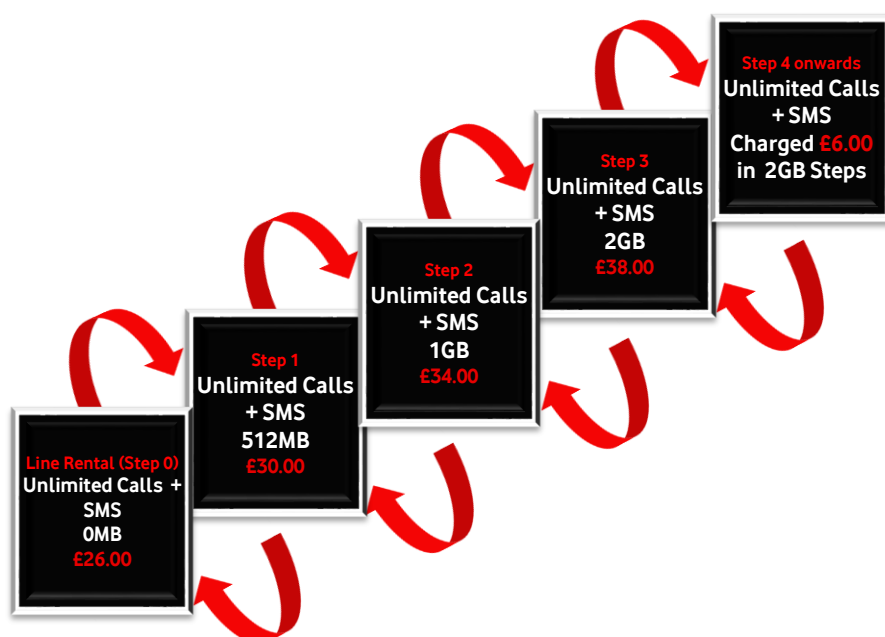 Line Rental (Step 0)
Unlimited Calls +
SMS
0MB
£26.00
Step 1
Unlimited Calls
+ SMS
512MB
£30.00
Step 2
Unlimited Calls
+ SMS
1GB
£34.00
Step 3
Unlimited Calls
+ SMS
2GB
£38.00
Step 4 onwards
Unlimited Calls
+ SMS
Charged £6.00
in 2GB Steps